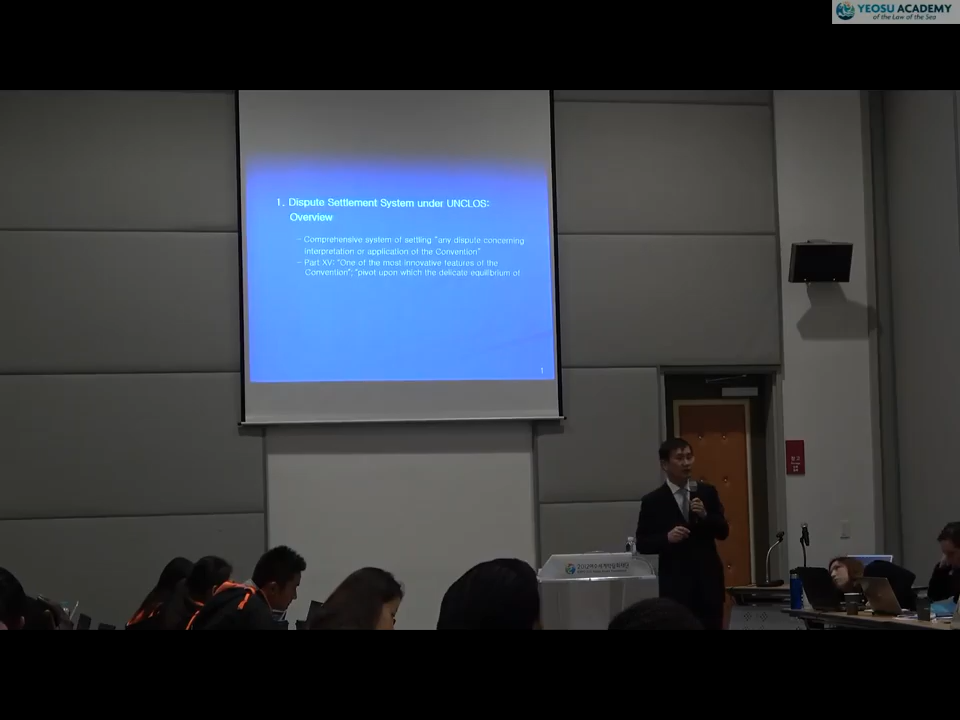 YEOSU ACADEMY
of the Law of the Sea
1. Dispute Settlement System under UNCLOS:
Overview
– Comprehensive system of settling "any dispute concerning
interpretation or application of the Convention"
– Part XV: "One of the most innovative features of the
Convention"; "pivot upon which the delicate equilibrium of
1